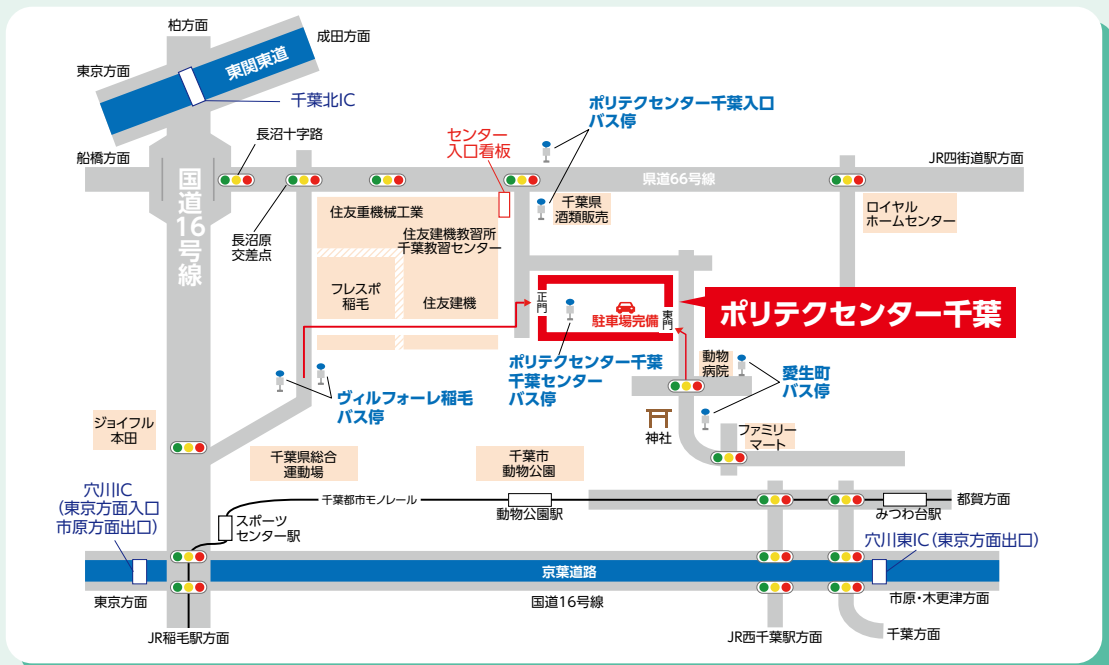 柏方面
成田方面
東関東道
東京方面
千葉北IC
ポリテクセンター千葉入口
バス停
長沼十字路
センター
入口看板
船橋方面
JR四街道駅方面
県道66号線
国道16号線
住友重機械工業
千葉県
酒類販売
ロイヤル
ホームセンター
長沼原
交差点
住友建機教習所
千葉教習センター
フレスポ
稲毛
住友建機
正門
駐車場完備
東門
ポリテクセンター千葉
ポリテクセンター千葉
千葉センター
バス停
動物
病院
愛生町
バス停
ヴィルフォーレ稲毛
バス停
神社
ファミリー
マート
ジョイフル
本田
千葉県総合
運動場
千葉市
動物公園
穴川IC
(東京方面入口
市原方面出口)
千葉都市モノレール
動物公園駅
都賀方面
みつわ台駅
スポーツ
センター駅
穴川東IC(東京方面出口)
京葉道路
東京方面
国道16号線
市原・木更津方面
JR稲毛駅方面
JR西千葉駅方面
千葉方面